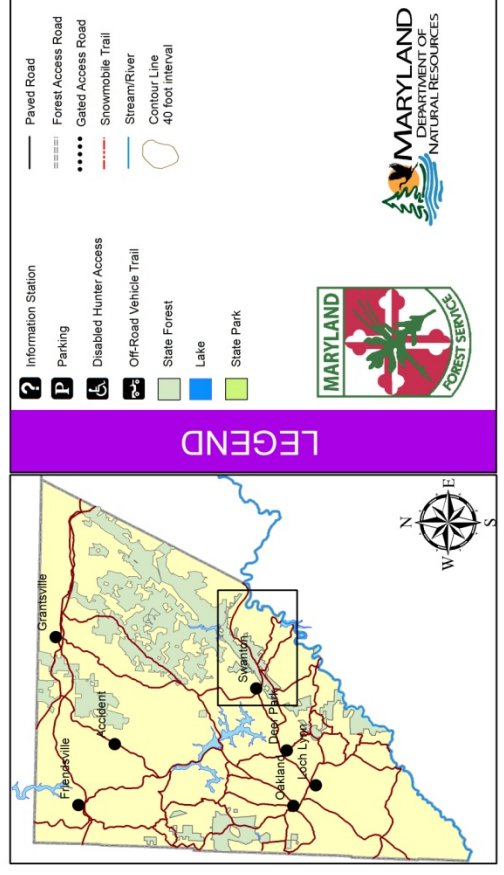 LEGEND
Information Station
Parking
Disabled Hunter Access
Off-Road Vehicle Trail
State Forest
Lake
State Park
Paved Road
Forest Access Road
Gated Access Road
Snowmobile Trail
Stream/River
Contour Line
40 foot interval
?
P
MARYLAND
FOREST SERVICE
MARYLAND
DEPARTMENT OF
NATURAL RESOURCES
Grantsville
Friendsville
Accident
Swanton
Deer Park
Oakland
Loch Lynn
N
W
E
S